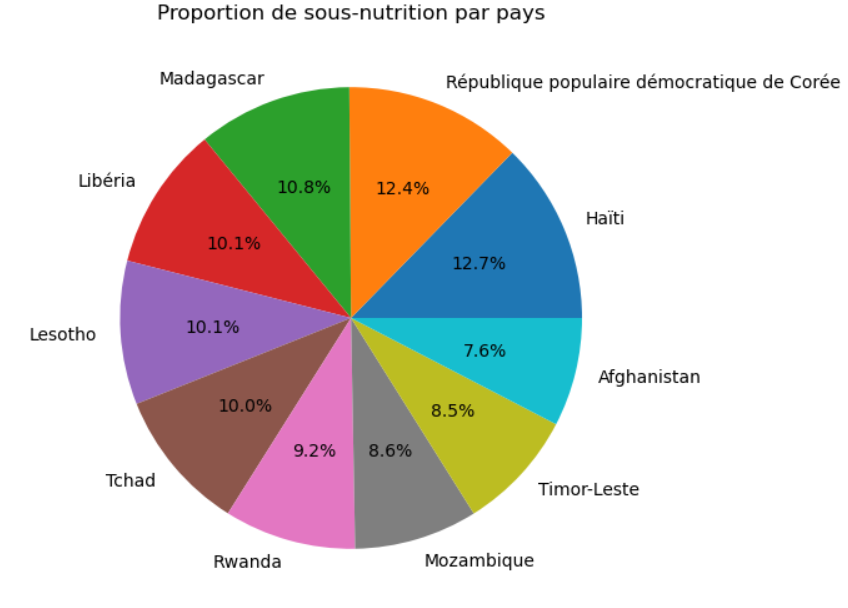 Proportion de sous-nutrition par pays
Madagascar
République populaire démocratique de Corée
Libéria
Haïti
10.8%
12.4%
10.1%
12.7%
Lesotho
10.1%
7.6%
Afghanistan
10.0%
8.5%
9.2%
8.6%
Tchad
Timor-Leste
Rwanda
Mozambique